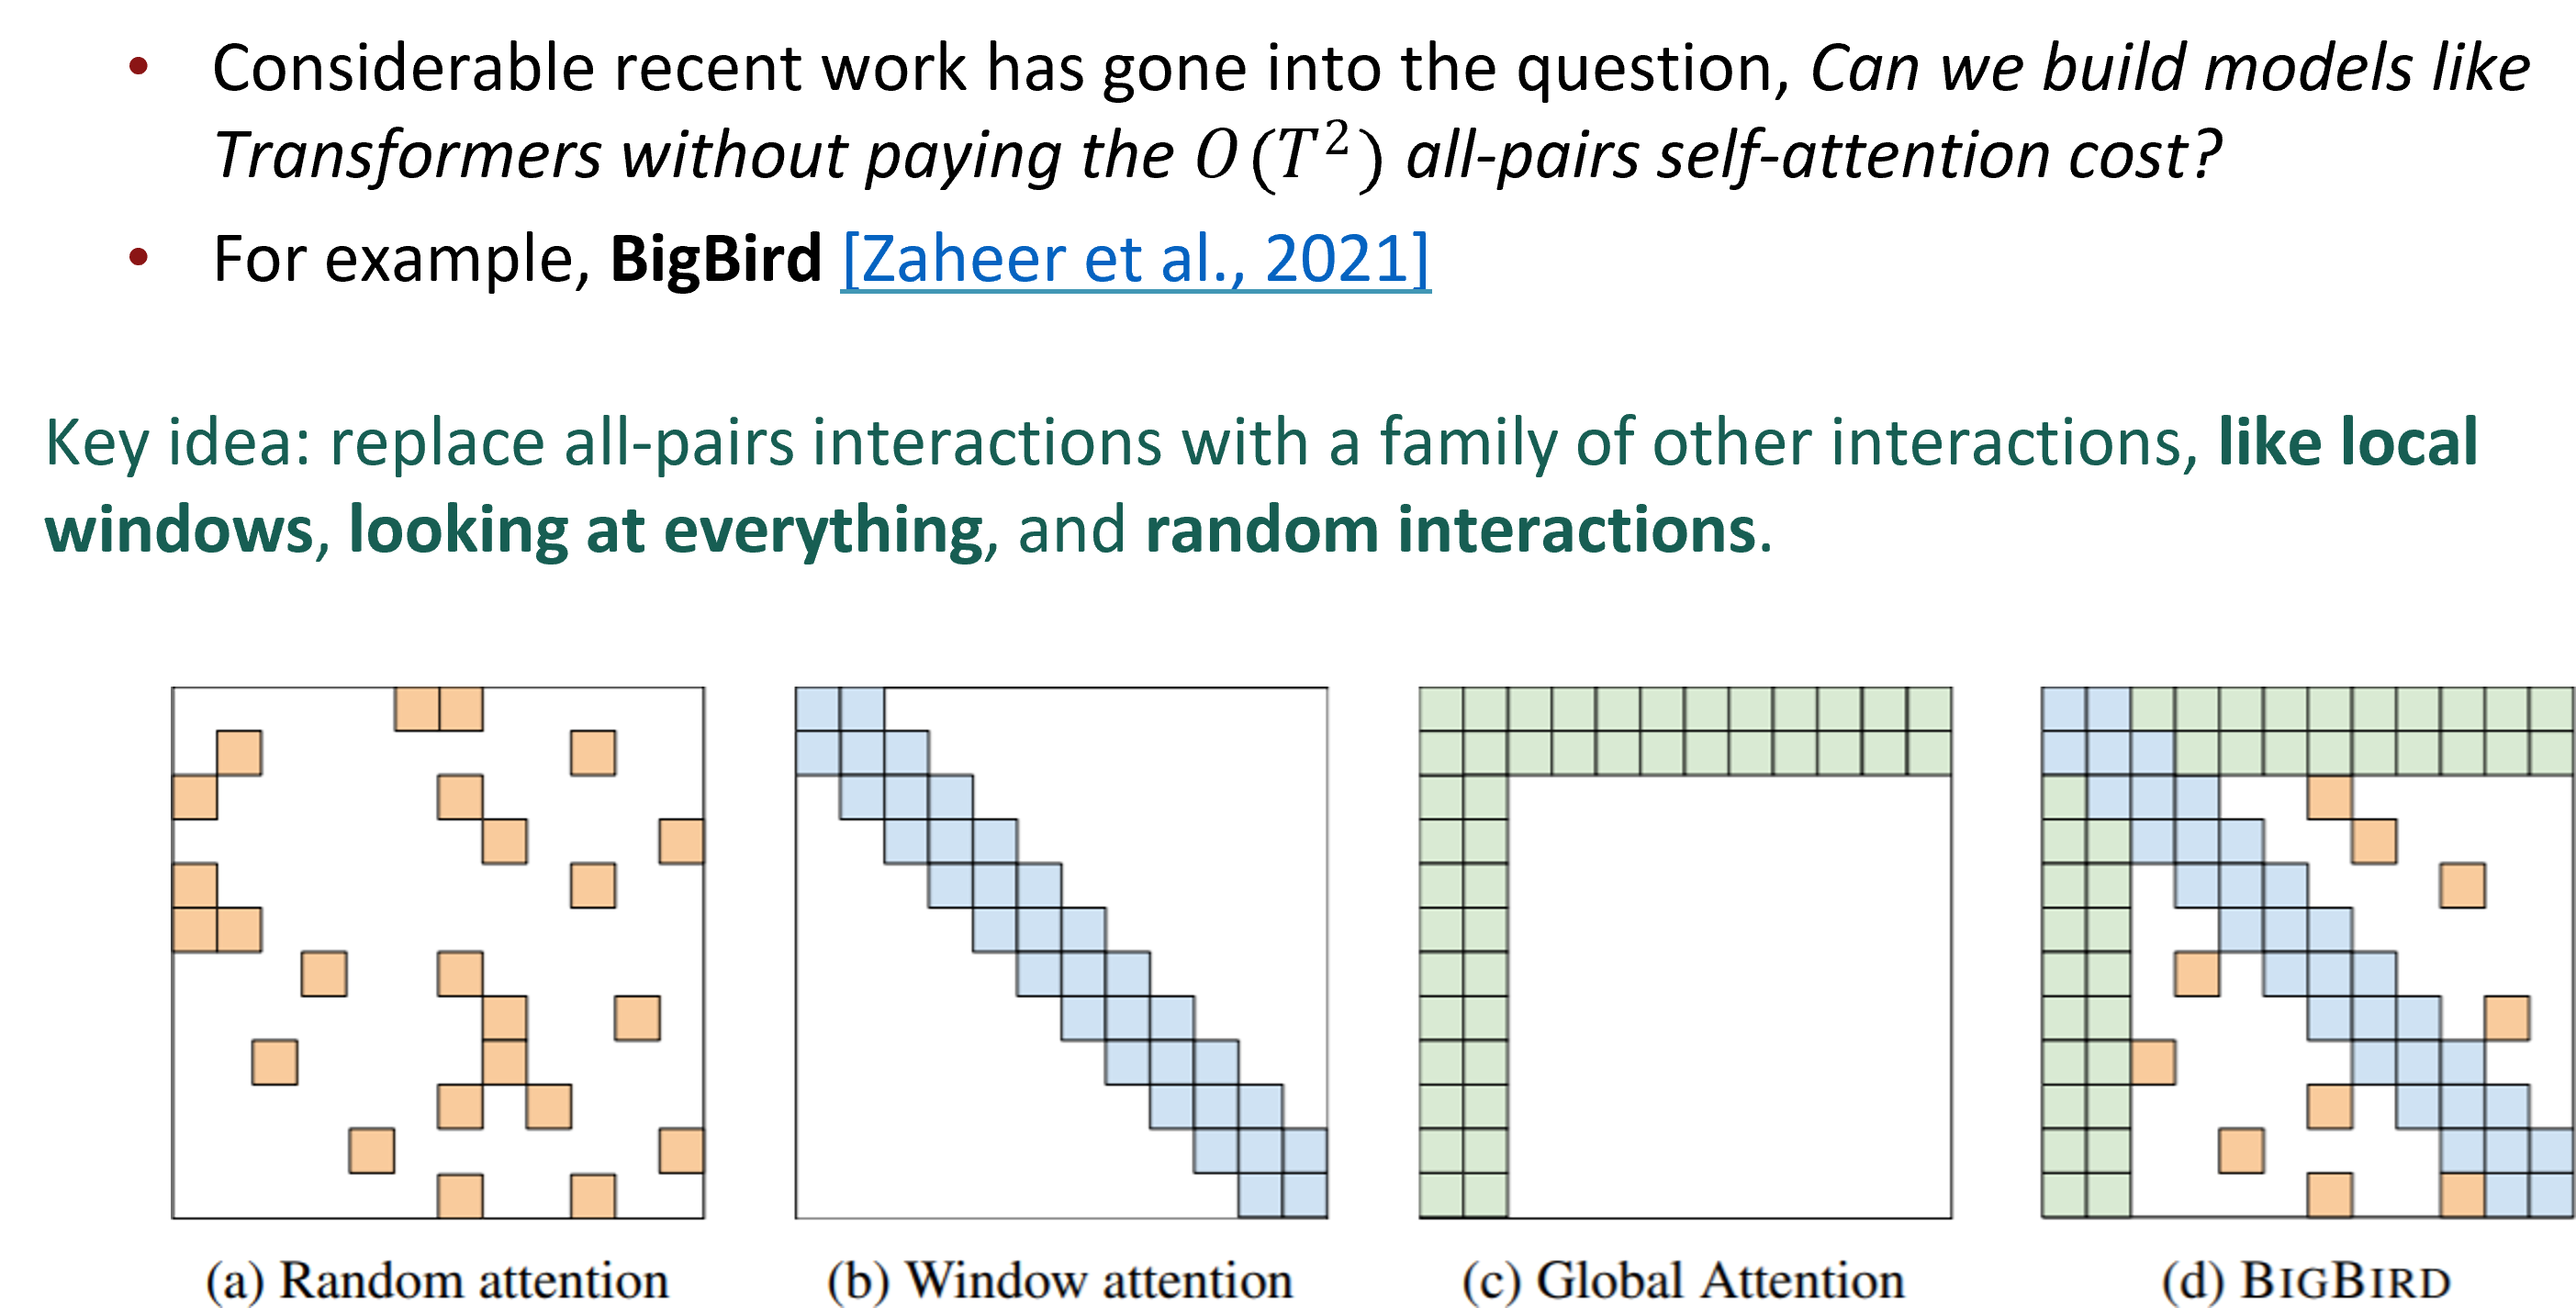 • Considerable recent work has gone into the question, Can we build models like
Transformers without paying the O(T²) all-pairs self-attention cost?
• For example, BigBird [Zaheer et al., 2021]
Key idea: replace all-pairs interactions with a family of other interactions, like local
windows, looking at everything, and random interactions.
(a) Random attention
(b) Window attention
(c) Global Attention
(d) BIGBIRD